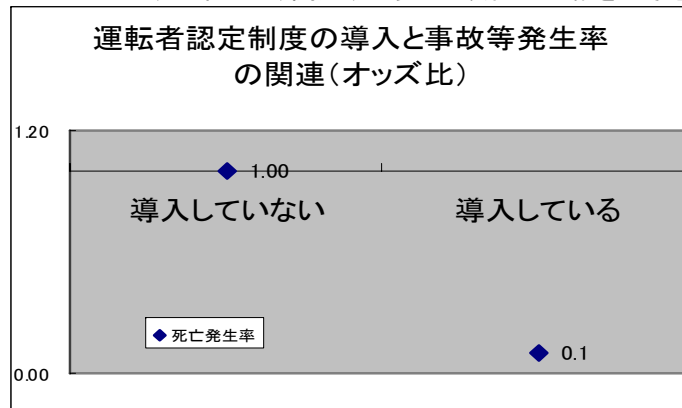 運転者認定制度の導入と事故等発生率
の関連(オッズ比)
1.20
1.00
導入していない
導入している
死亡発生率
0.1
0.00